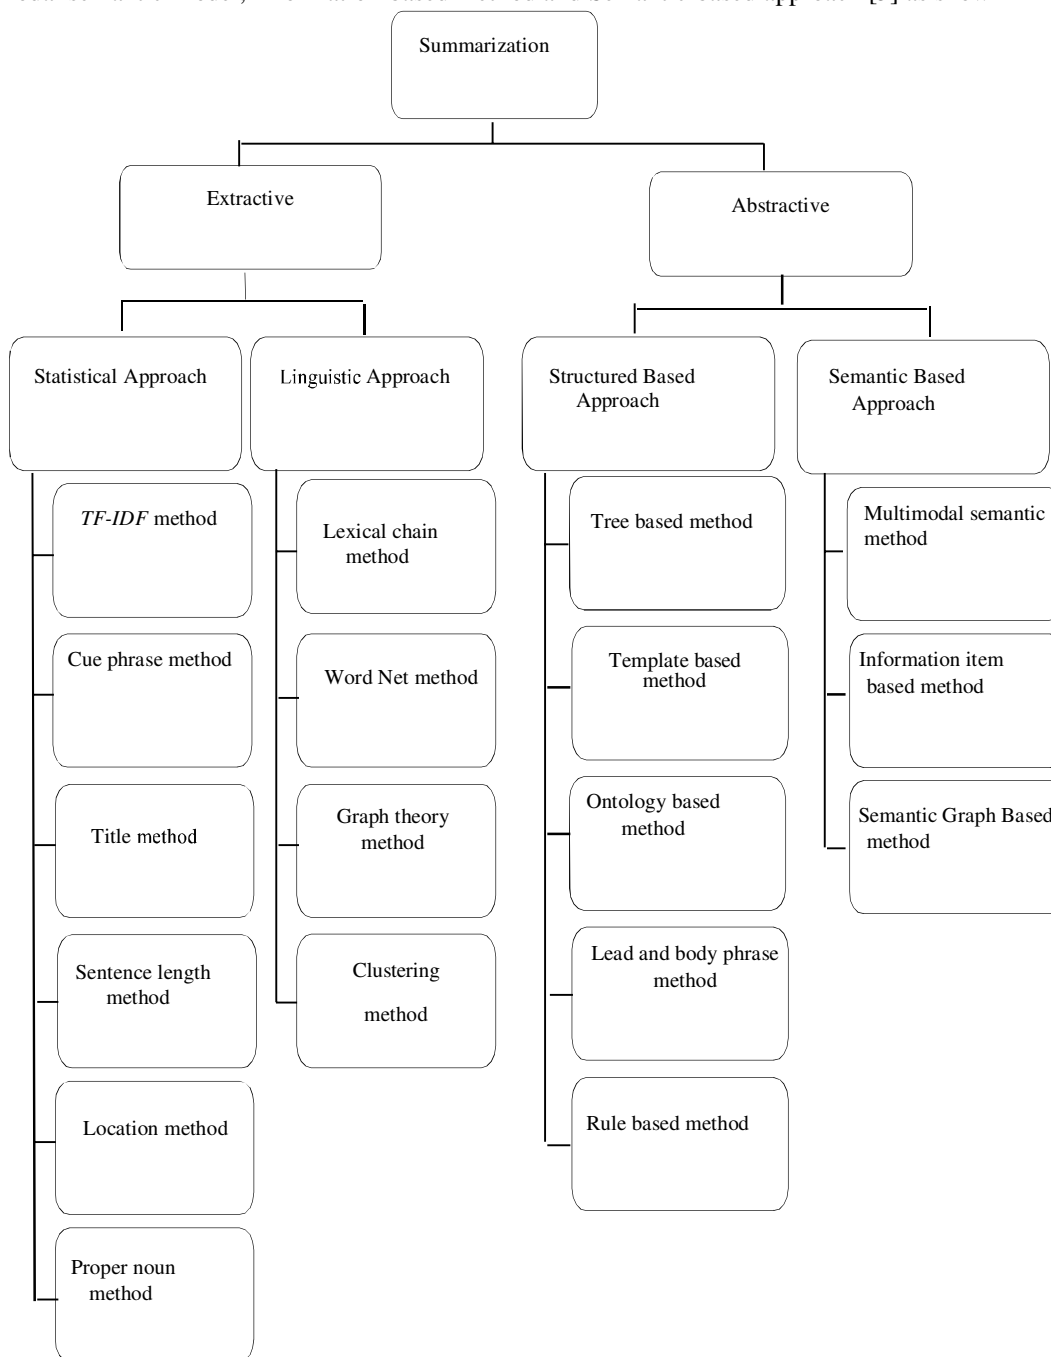 Summarization
Extractive
Abstractive
Statistical Approach
Linguistic Approach
Structured Based
Approach
Semantic Based
Approach
TF-IDF method
Cue phrase method
Title method
Sentence length
method
Location method
Proper noun
method
Lexical chain
method
Word Net method
Graph theory
method
Clustering
method
Tree based method
Template based
method
Ontology based
method
Lead and body phrase
method
Rule based method
Multimodal semantic
method
Information item
based method
Semantic Graph Based
method